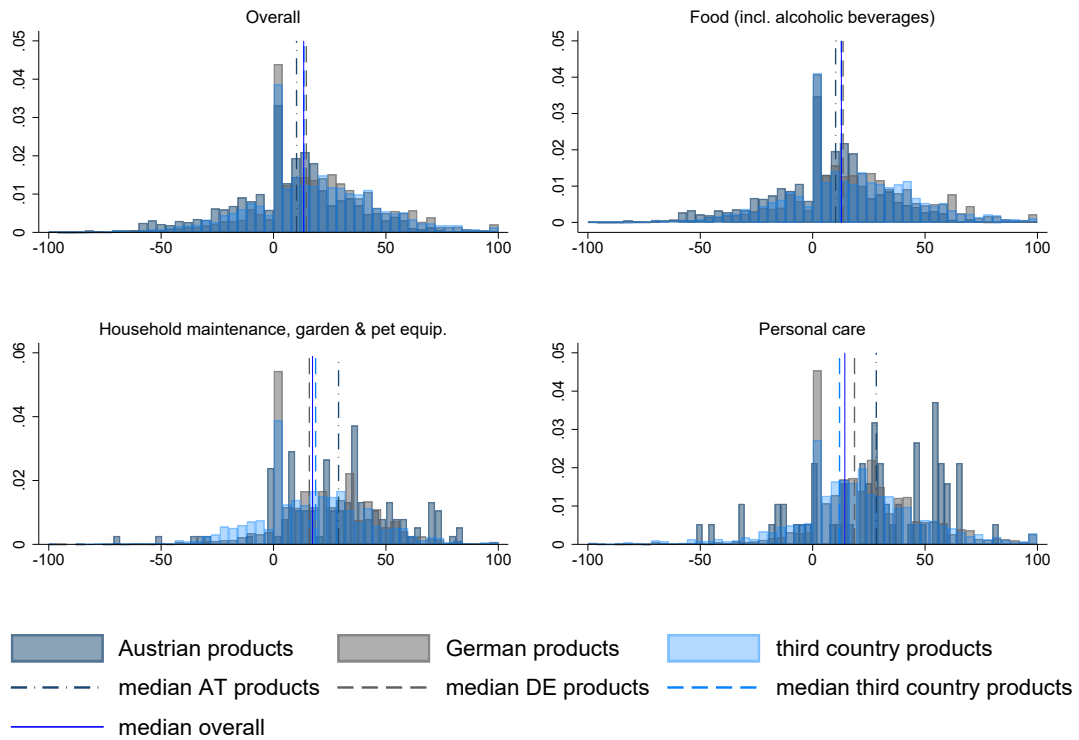 Overall
.05
.04
.03
.02
.01
0
-100 -50 0 50 100
Food (incl. alcoholic beverages)
.05
.04
.03
.02
.01
0
-100 -50 0 50 100
Household maintenance, garden & pet equip.
.06
.04
.02
0
-100 -50 0 50 100
Personal care
.05
.04
.03
.02
.01
0
-100 -50 0 50 100
Austrian products German products third country products
median AT products median DE products median third country products
median overall